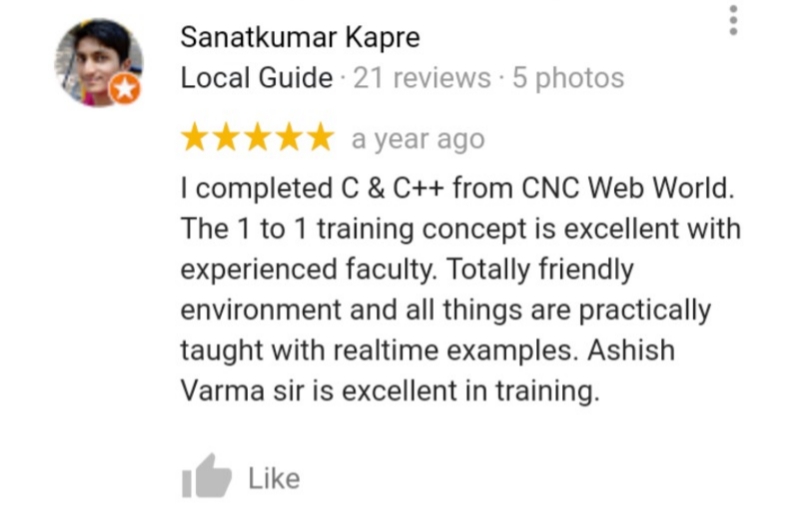 Sanatkumar Kapre
Local Guide · 21 reviews · 5 photos
a year ago
I completed C & C++ from CNC Web World.
The 1 to 1 training concept is excellent with
experienced faculty. Totally friendly
environment and all things are practically
taught with realtime examples. Ashish
Varma sir is excellent in training.
Like